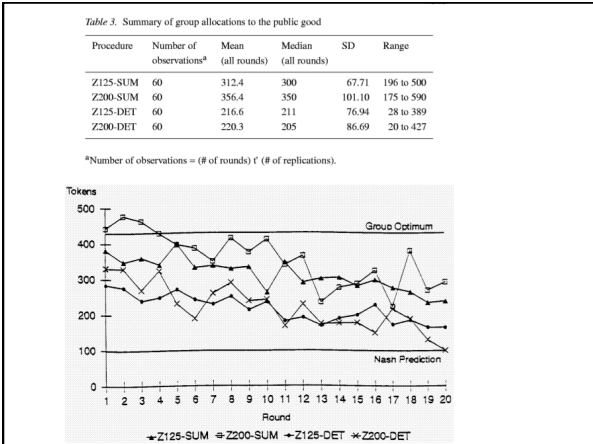 Table 3. Summary of group allocations to the public good
Procedure Number of Mean Median SD Range
observationsᵃ (all rounds) (all rounds)
Z125-SUM 60 312.4 300 67.71 196 to 500
Z200-SUM 60 356.4 350 101.10 175 to 590
Z125-DET 60 216.6 211 76.94 28 to 389
Z200-DET 60 220.3 205 86.69 20 to 427
ᵃNumber of observations = (# of rounds) t' (# of replications).
Tokens
500
Group Optimum
400
300
200
100
Nash Prediction
0
1 2 3 4 5 6 7 8 9 10 11 12 13 14 15 16 17 18 19 20
Round
Z125-SUM Z200-SUM Z125-DET Z200-DET